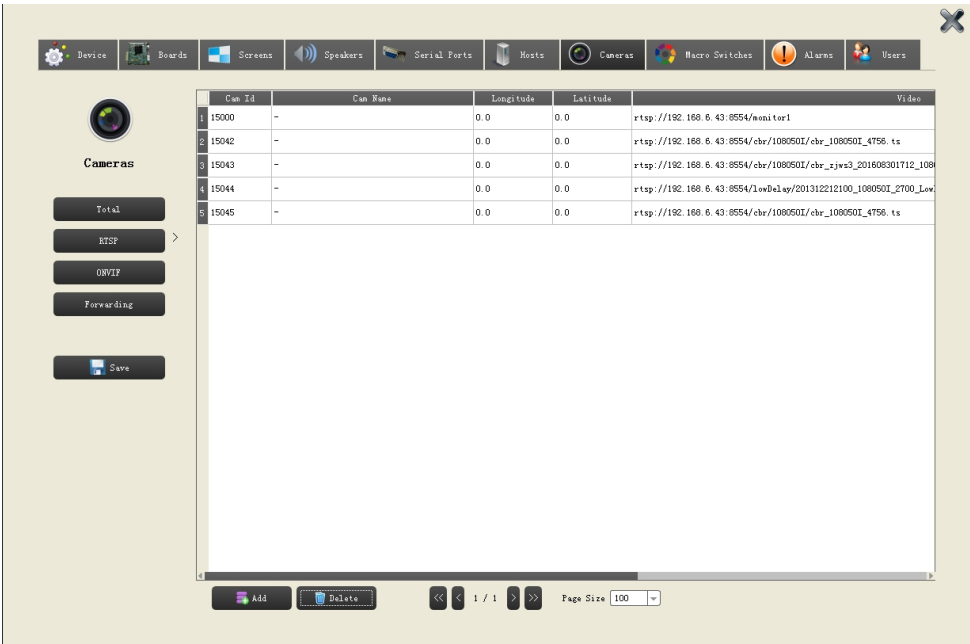 Device Boards Screens Speakers Serial Ports Hosts Cameras Macro Switches Alarms Users
Cameras
Total
RTSP >
ONVIF
Forwarding
Save
Cam Id Cam Name Longitude Latitude Video
1 15000 - 0.0 0.0 rtsp://192.168.6.43:8554/monitor1
2 15042 - 0.0 0.0 rtsp://192.168.6.43:8554/cbr/108050I/cbr_108050I_4756.ts
3 15043 - 0.0 0.0 rtsp://192.168.6.43:8554/cbr/108050I/cbr_zjws3_201608301712_108
4 15044 - 0.0 0.0 rtsp://192.168.6.43:8554/lowDelay/201312212100_108050I_2700_Low
5 15045 - 0.0 0.0 rtsp://192.168.6.43:8554/cbr/108050I/cbr_108050I_4756.ts
Add Delete << < 1 / 1 > >> Page Size 100